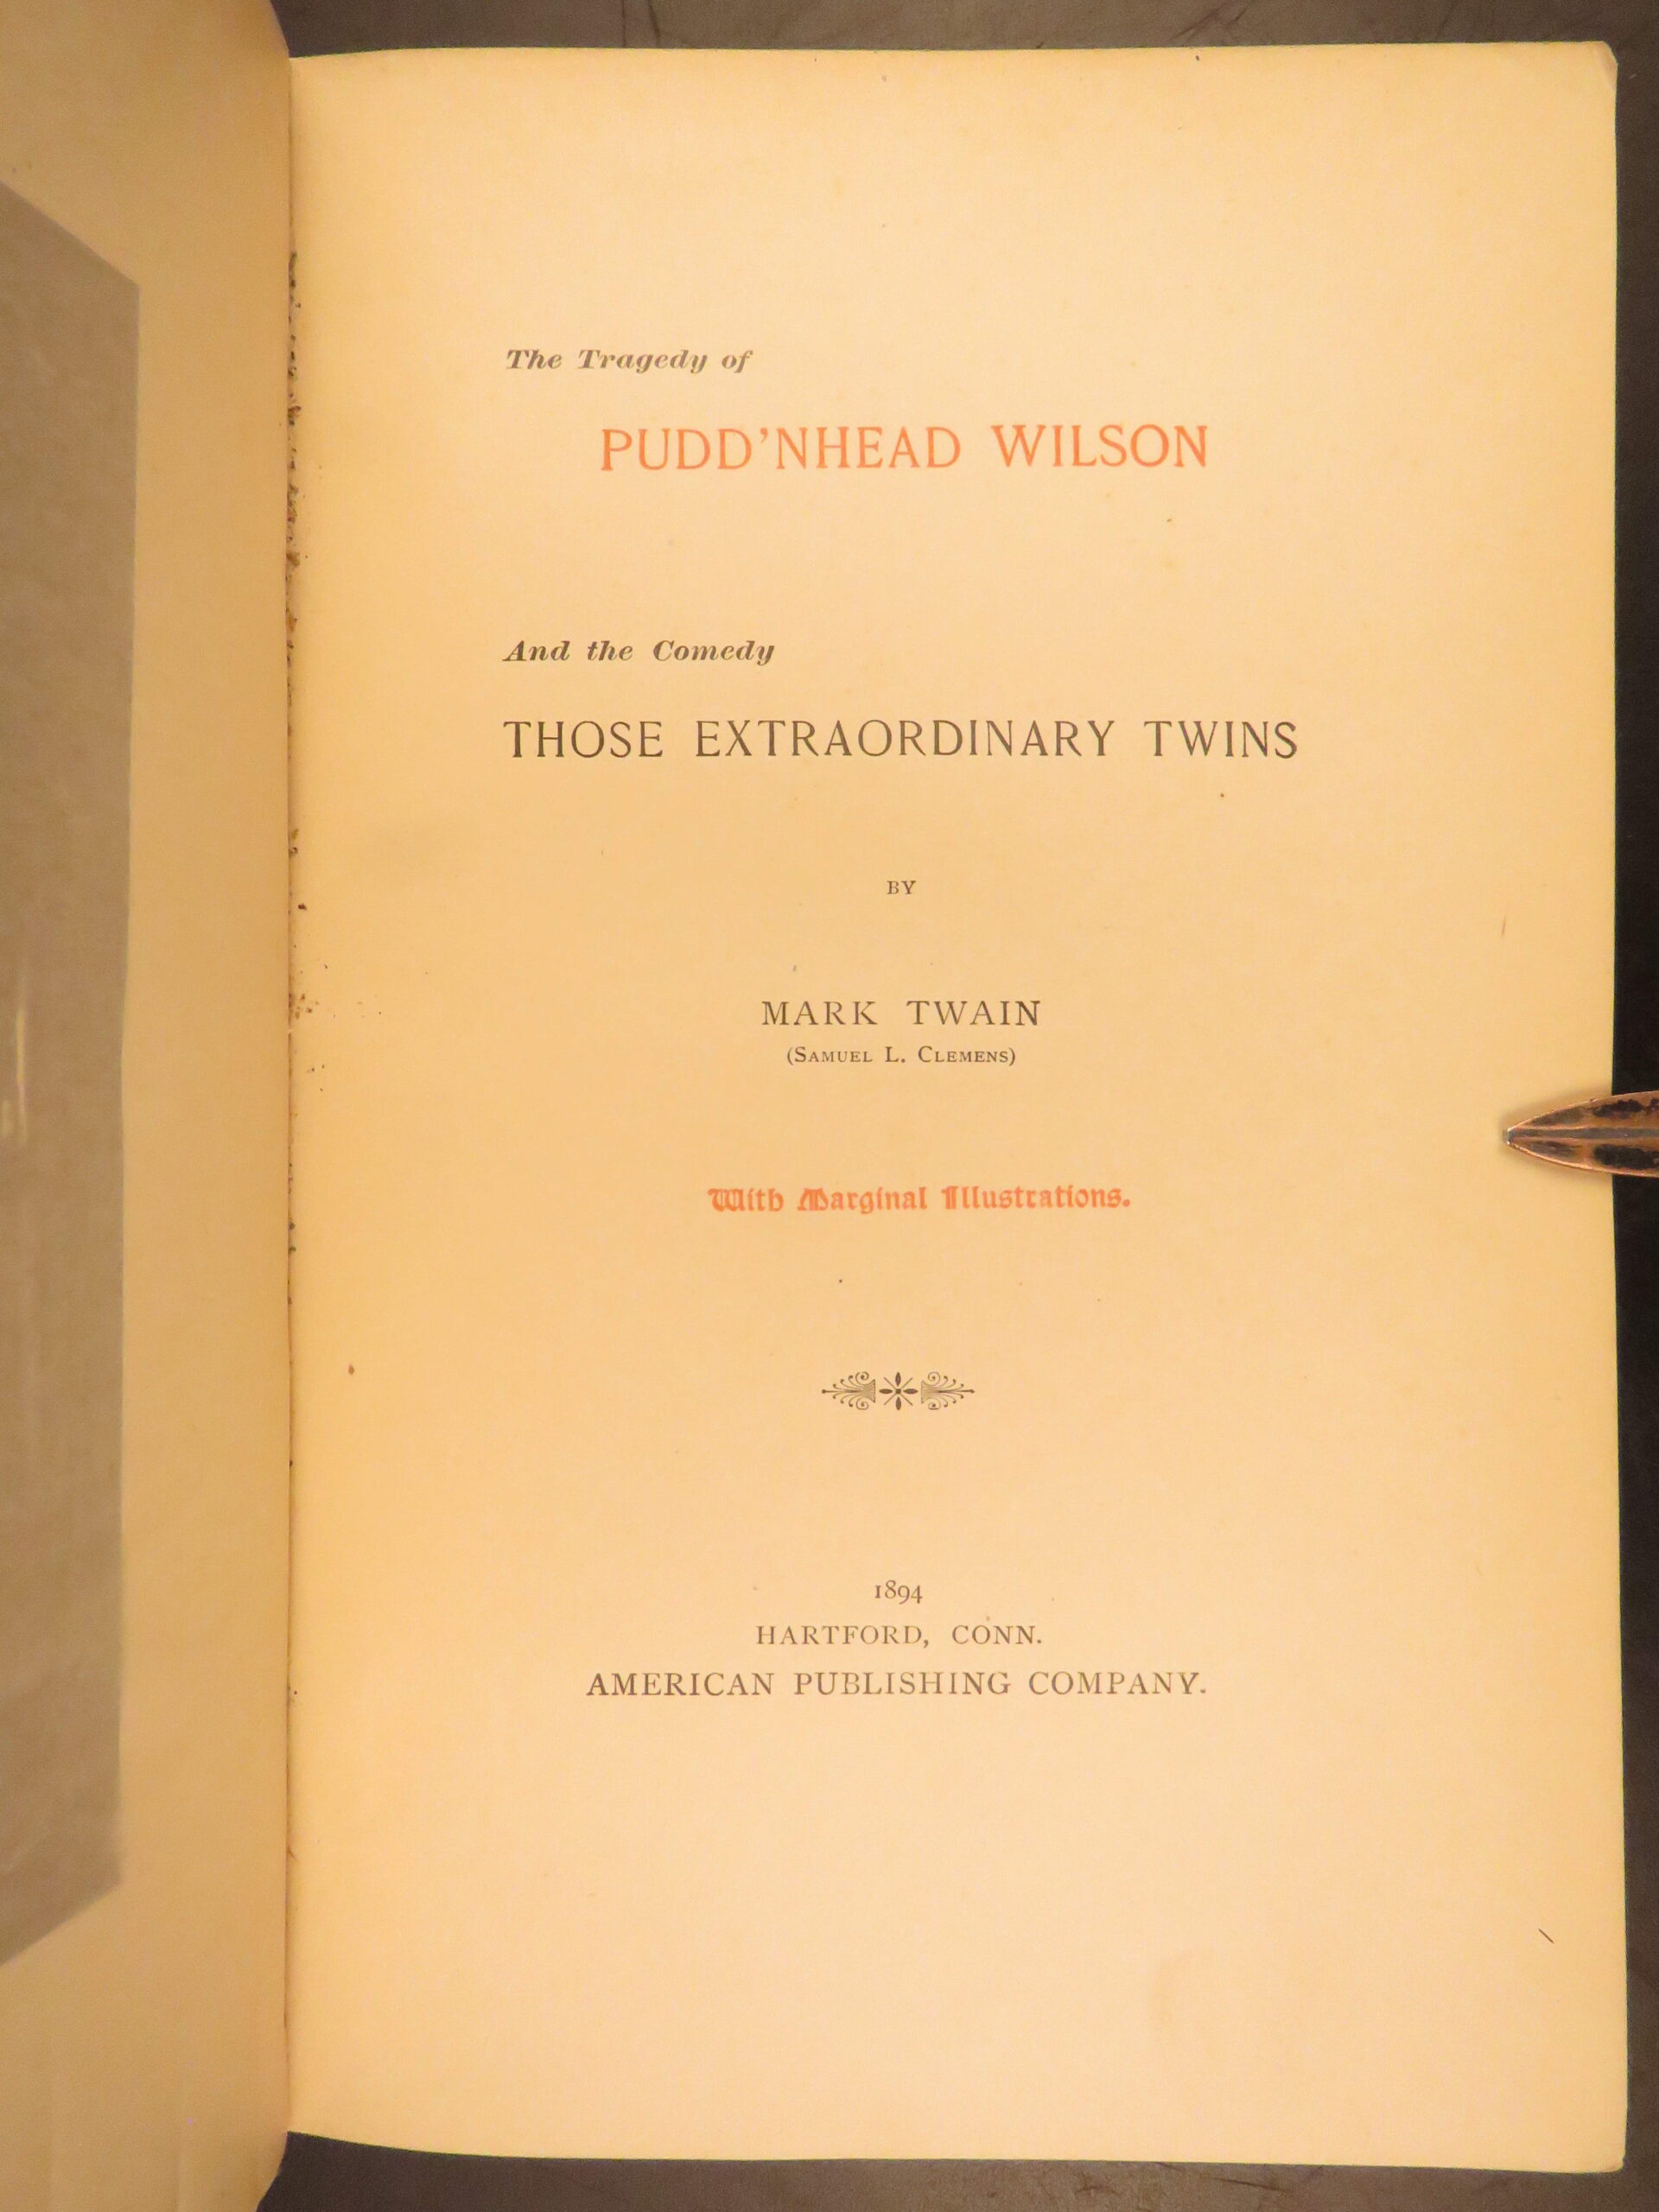 The Tragedy of
PUDD'NHEAD WILSON
And the Comedy
THOSE EXTRAORDINARY TWINS
BY
MARK TWAIN
(SAMUEL L. CLEMENS)
With Marginal Illustrations.
1894
HARTFORD, CONN.
AMERICAN PUBLISHING COMPANY.